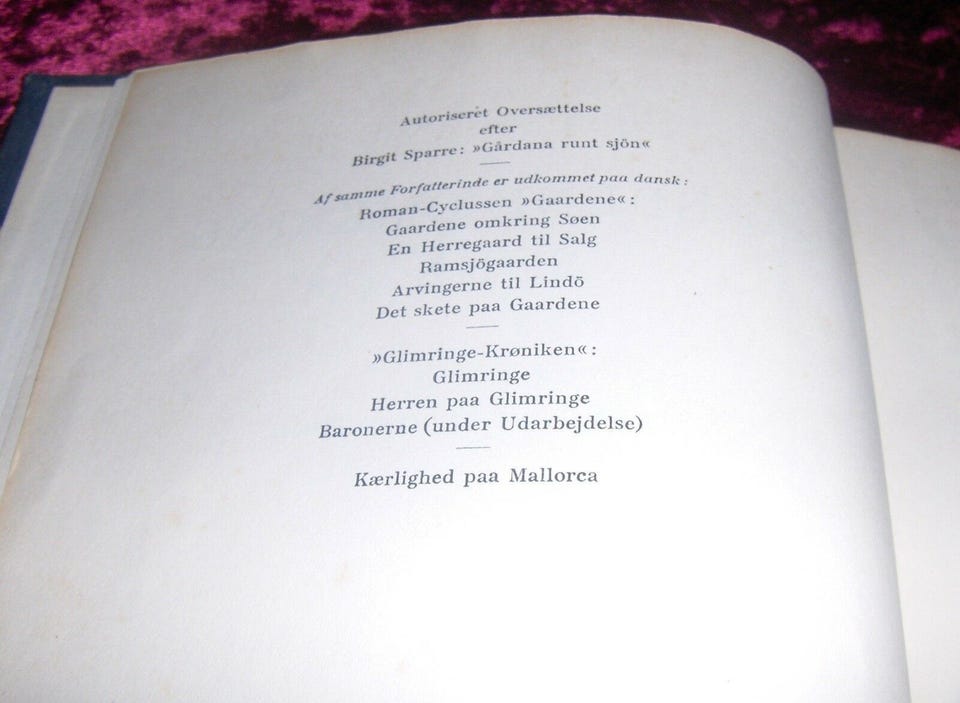 Autoriseret Oversættelse
efter
Birgit Sparre: »Gårdana runt sjön«
Af samme Forfatterinde er udkommet paa dansk:
Roman-Cyclussen »Gaardene«:
Gaardene omkring Søen
En Herregaard til Salg
Ramsjögaarden
Arvingerne til Lindö
Det skete paa Gaardene
»Glimringe-Krøniken«:
Glimringe
Herren paa Glimringe
Baronerne (under Udarbejdelse)
Kærlighed paa Mallorca